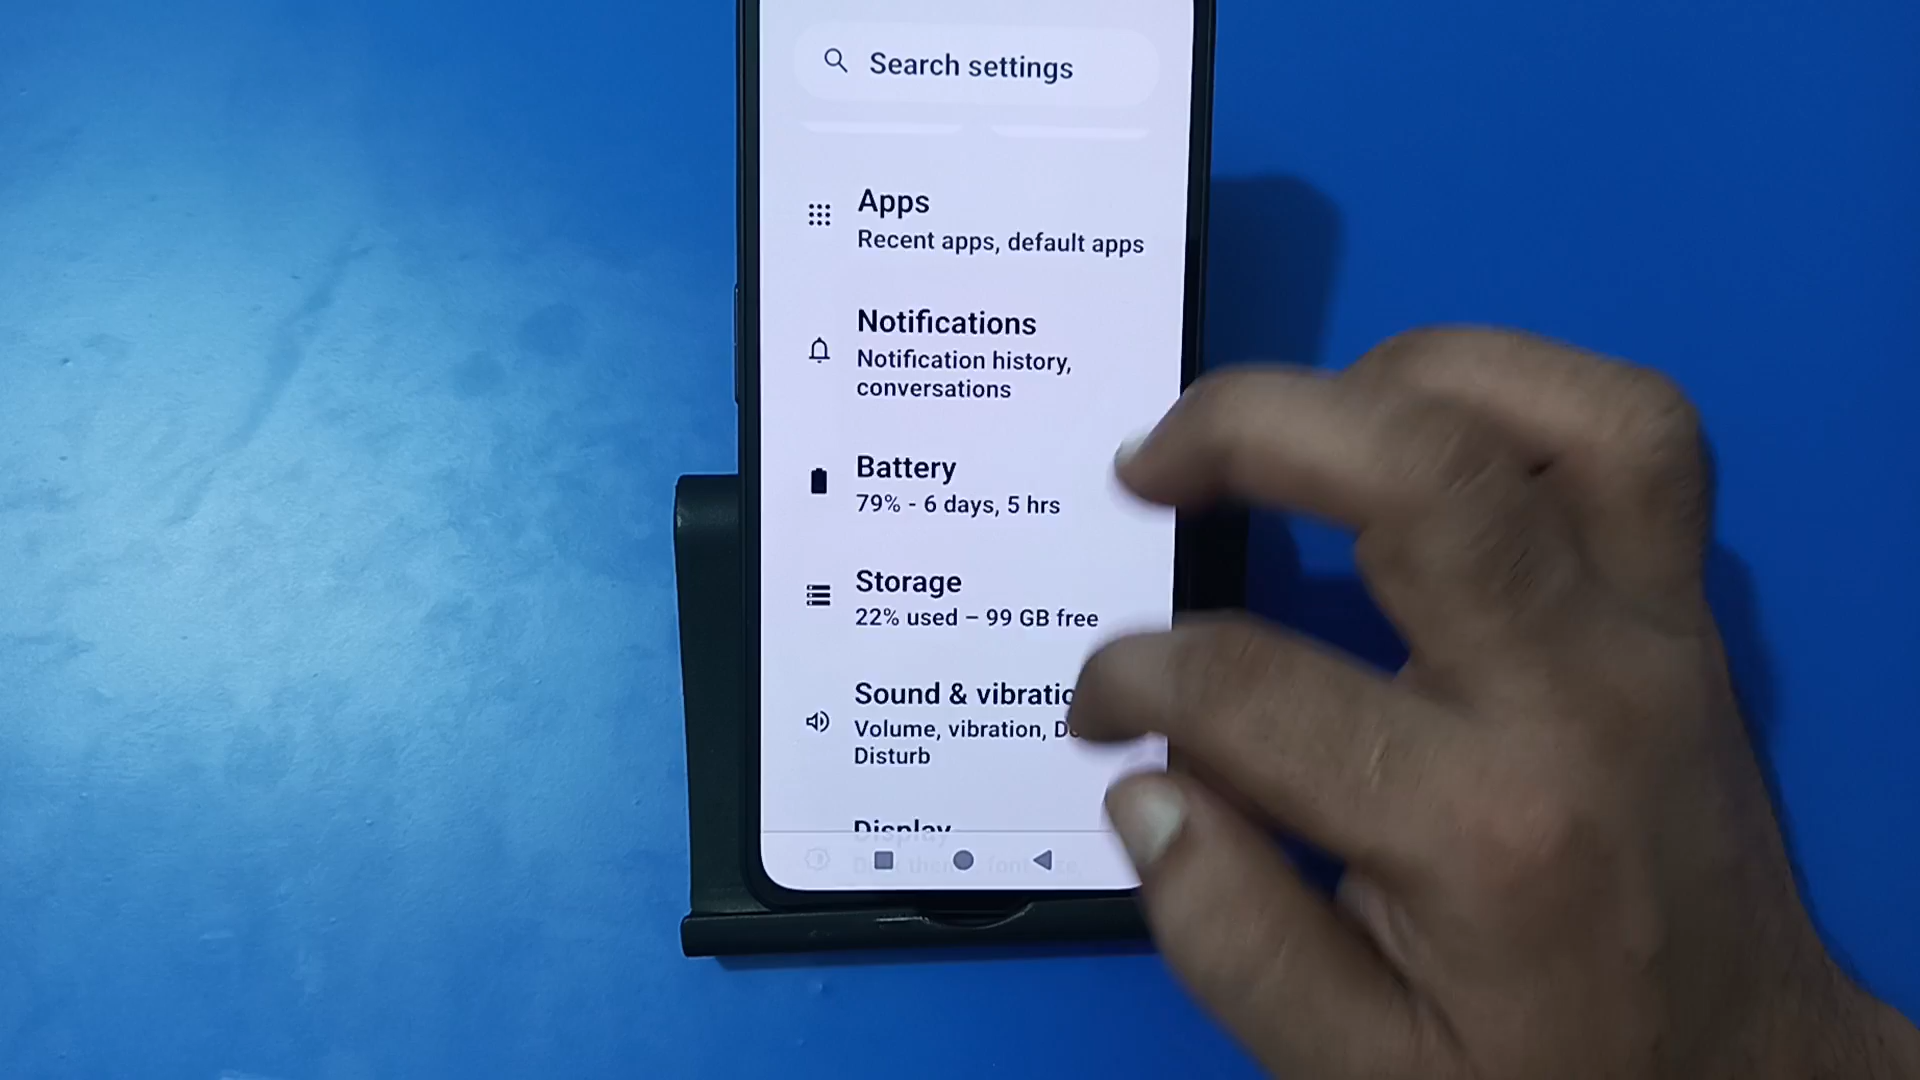 Search settings
Apps
Recent apps, default apps
Notifications
Notification history,
conversations
Battery
79% - 6 days, 5 hrs
Storage
22% used – 99 GB free
Sound & vibratio
Volume, vibration,
Disturb
Display